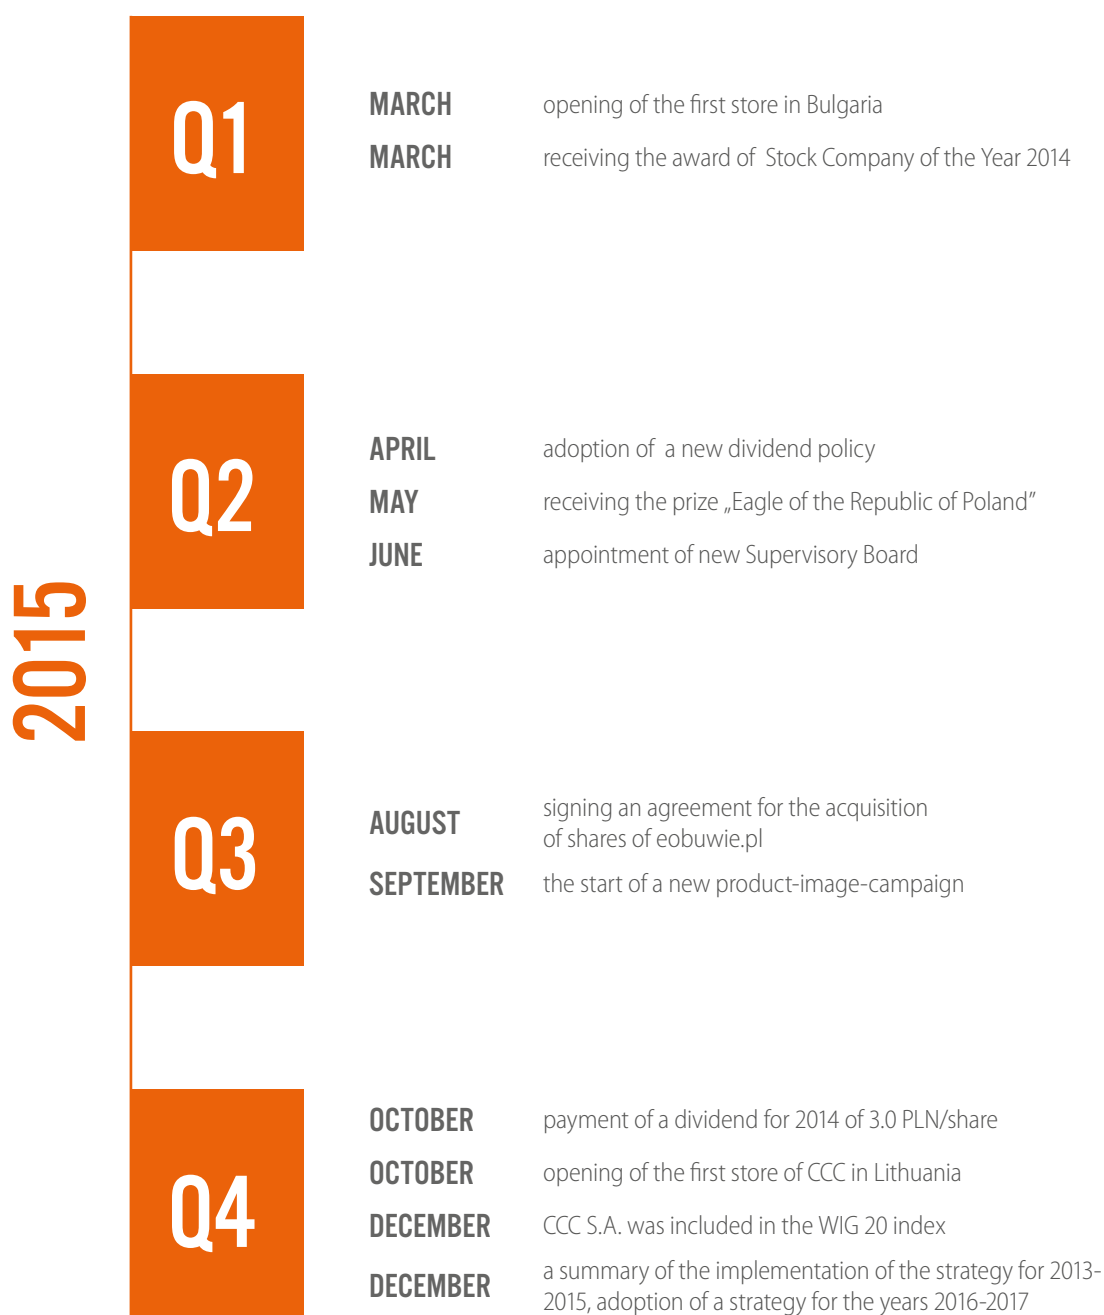 2015
Q1
MARCH opening of the first store in Bulgaria
MARCH receiving the award of Stock Company of the Year 2014
Q2
APRIL adoption of a new dividend policy
MAY receiving the prize „Eagle of the Republic of Poland”
JUNE appointment of new Supervisory Board
Q3
AUGUST signing an agreement for the acquisition
of shares of eobuwie.pl
SEPTEMBER the start of a new product-image-campaign
Q4
OCTOBER payment of a dividend for 2014 of 3.0 PLN/share
OCTOBER opening of the first store of CCC in Lithuania
DECEMBER CCC S.A. was included in the WIG 20 index
DECEMBER a summary of the implementation of the strategy for 2013-
2015, adoption of a strategy for the years 2016-2017